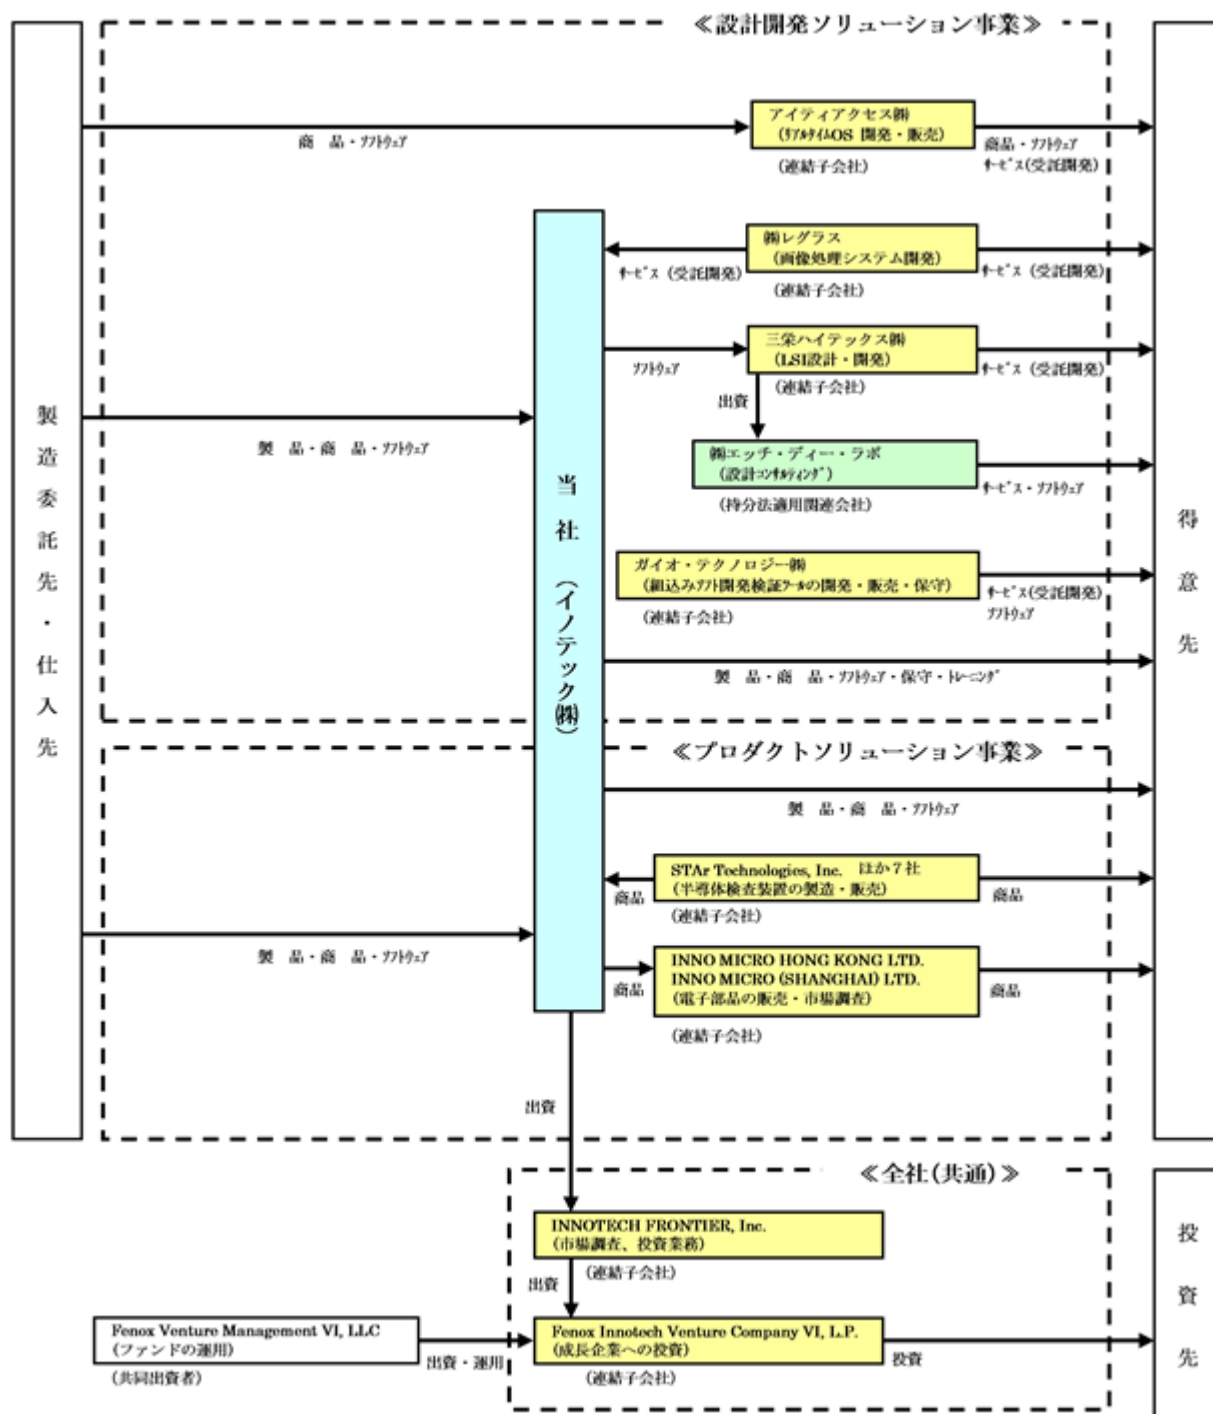 ≪設計開発ソリューション事業≫
製造委託先・仕入先
得意先
商　品・ソフトウェア
アイティアクセス㈱
(リアルタイムOS 開発・販売)
(連結子会社)
商品・ソフトウェア
サービス(受託開発)
当社（イノテック㈱）
㈱レグラス
(画像処理システム開発)
(連結子会社)
サービス (受託開発)
サービス (受託開発)
ソフトウェア
三栄ハイテックス㈱
(LSI設計・開発)
(連結子会社)
サービス (受託開発)
出資
製　品・商　品・ソフトウェア
㈱エッチ・ディー・ラボ
(設計コンサルティング)
(持分法適用関連会社)
サービス・ソフトウェア
ガイオ・テクノロジー㈱
(組込みソフト開発検証ツールの開発・販売・保守)
(連結子会社)
サービス(受託開発)
ソフトウェア
製　品・商　品・ソフトウェア・保守・トレーニング
≪プロダクトソリューション事業≫
製　品・商　品・ソフトウェア
STAr Technologies, Inc.　ほか７社
(半導体検査装置の製造・販売)
(連結子会社)
商品
商品
製　品・商　品・ソフトウェア
INNO MICRO HONG KONG LTD.
INNO MICRO (SHANGHAI) LTD.
(電子部品の販売・市場調査)
(連結子会社)
商品
商品
出資
≪全社(共通)≫
投資先
INNOTECH FRONTIER, Inc.
(市場調査、投資業務)
(連結子会社)
出資
Fenox Venture Management VI, LLC
(ファンドの運用)
(共同出資者)
出資・運用
Fenox Innotech Venture Company VI, L.P.
(成長企業への投資)
(連結子会社)
投資